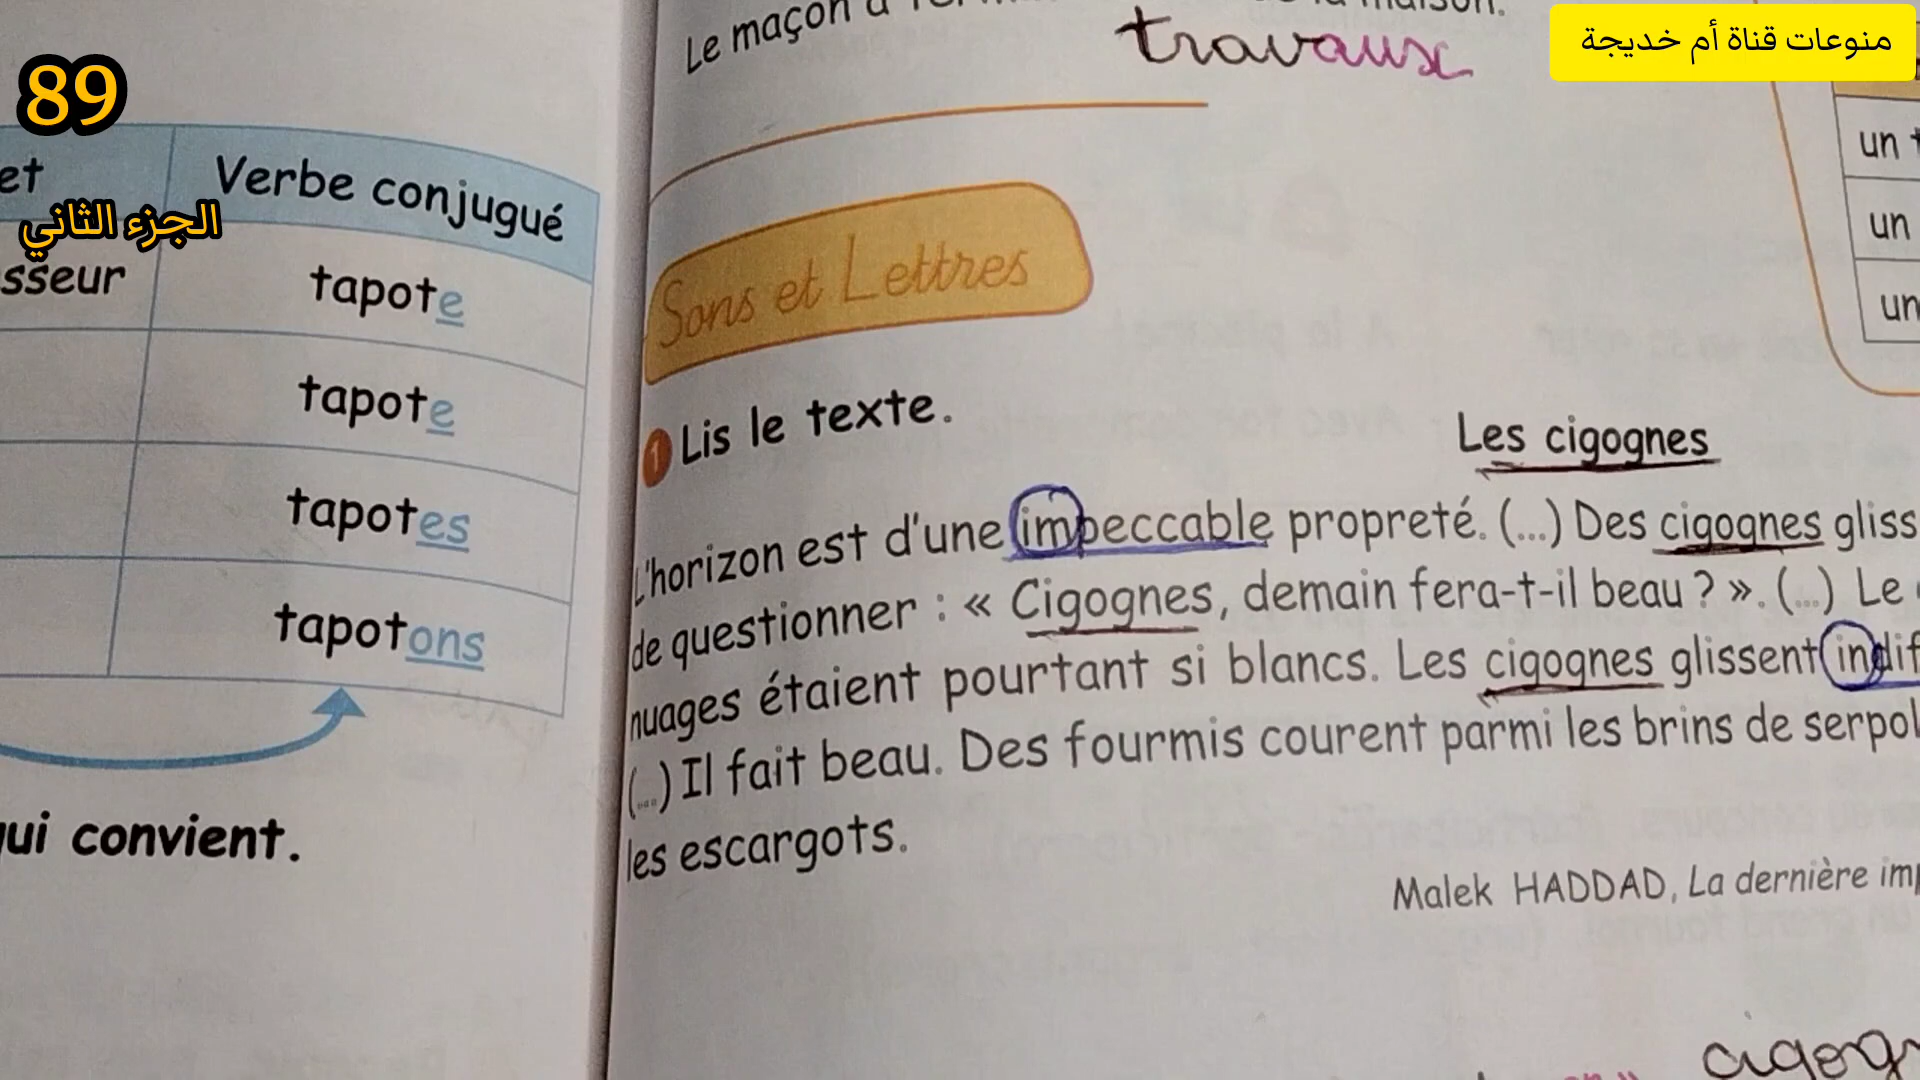 89
et
Verbe conjugué
الجزء الثاني
sseur
tapote
tapote
tapotes
tapotons
qui convient.
Le maçon a
travaux
منوعات قناة أم خديجة
un
un
un
Sons et Lettres
1 Lis le texte.
Les cigognes
L'horizon est d'une impeccable propreté. (...) Des cigognes gliss
de questionner : « Cigognes, demain fera-t-il beau ? ». (...) Le
nuages étaient pourtant si blancs. Les cigognes glissent indif
(...) Il fait beau. Des fourmis courent parmi les brins de serpol
les escargots.
Malek HADDAD, La dernière imp
cigogn